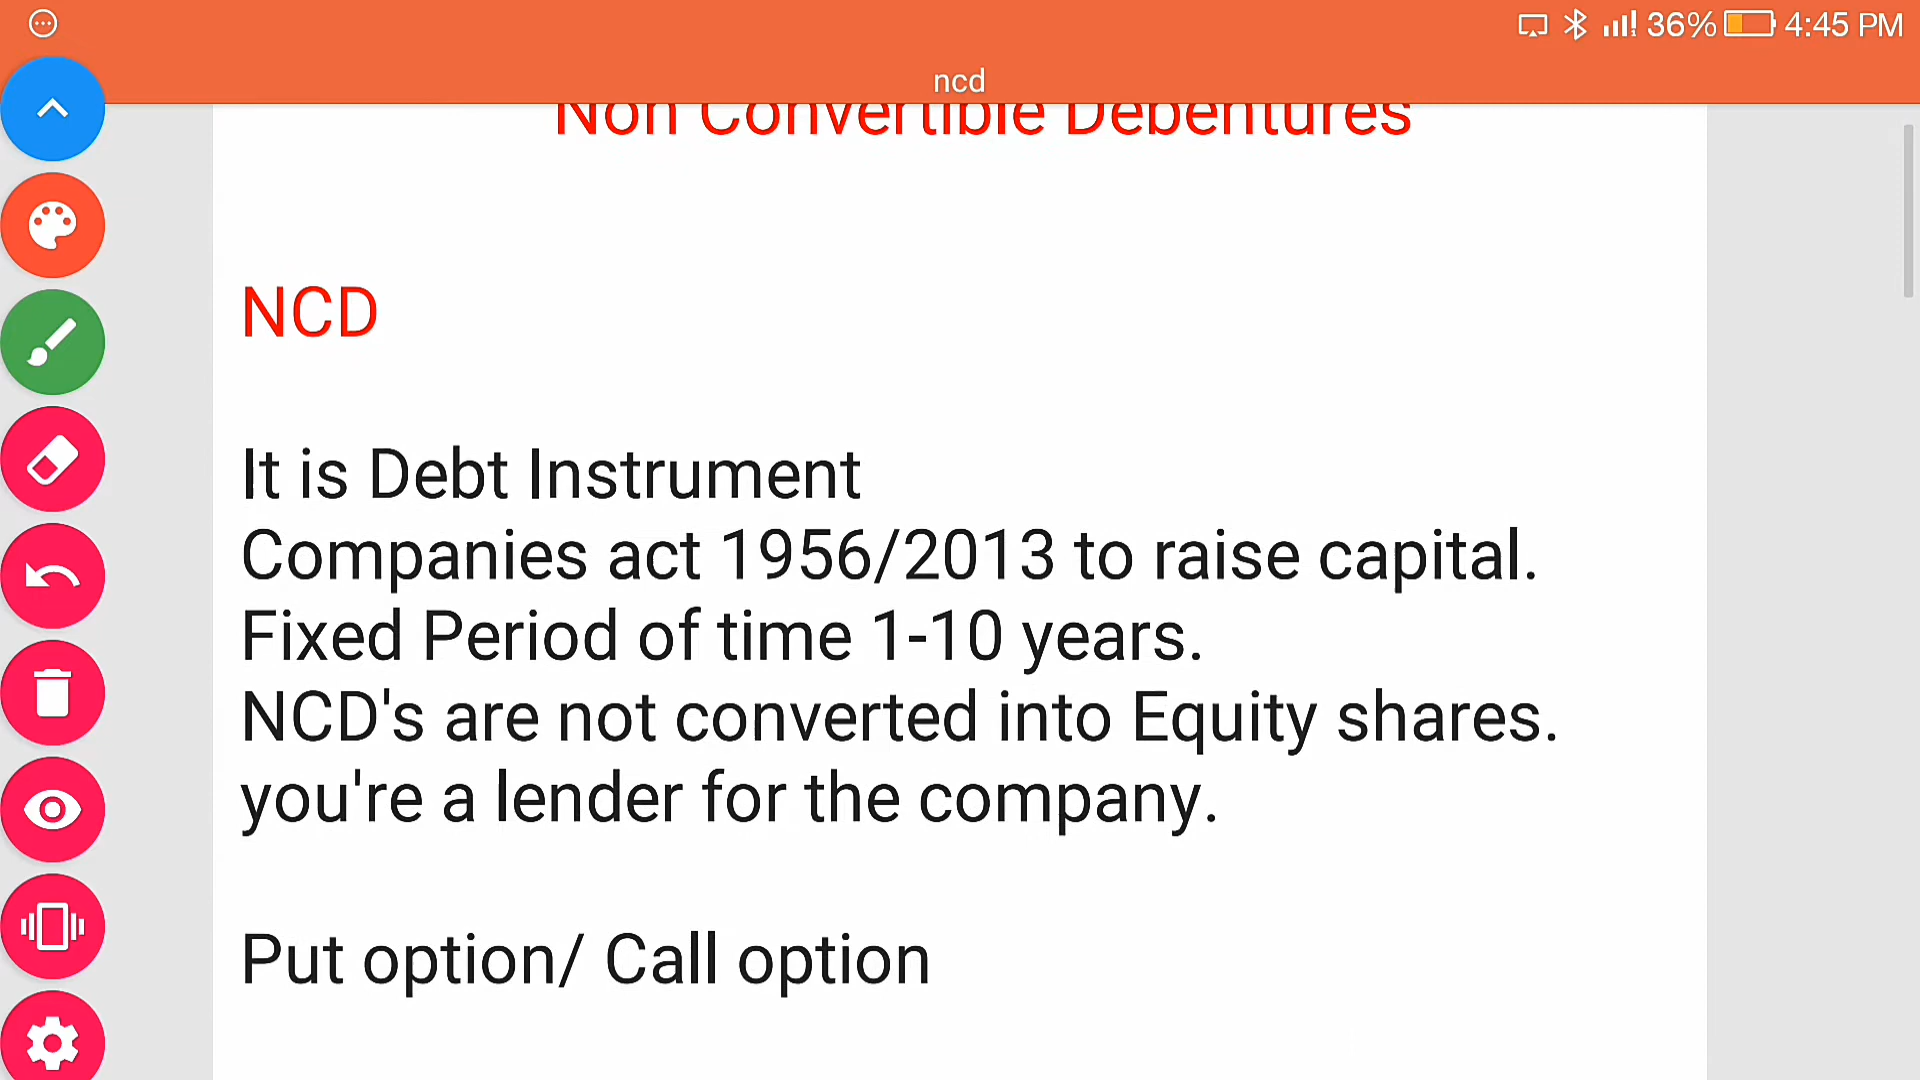 36% 4:45 PM
ncd
Non Convertible Debentures
NCD
It is Debt Instrument
Companies act 1956/2013 to raise capital.
Fixed Period of time 1-10 years.
NCD's are not converted into Equity shares.
you're a lender for the company.
Put option/ Call option